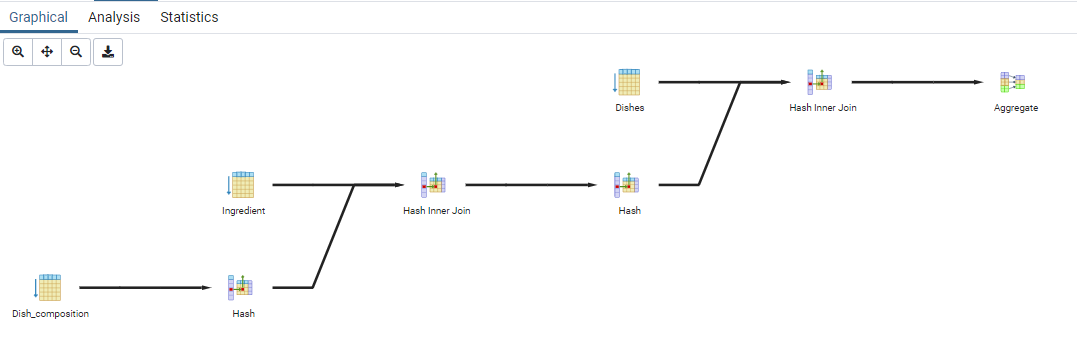 Graphical Analysis Statistics
Dishes
Hash Inner Join
Aggregate
Ingredient
Hash Inner Join
Hash
Dish_composition
Hash